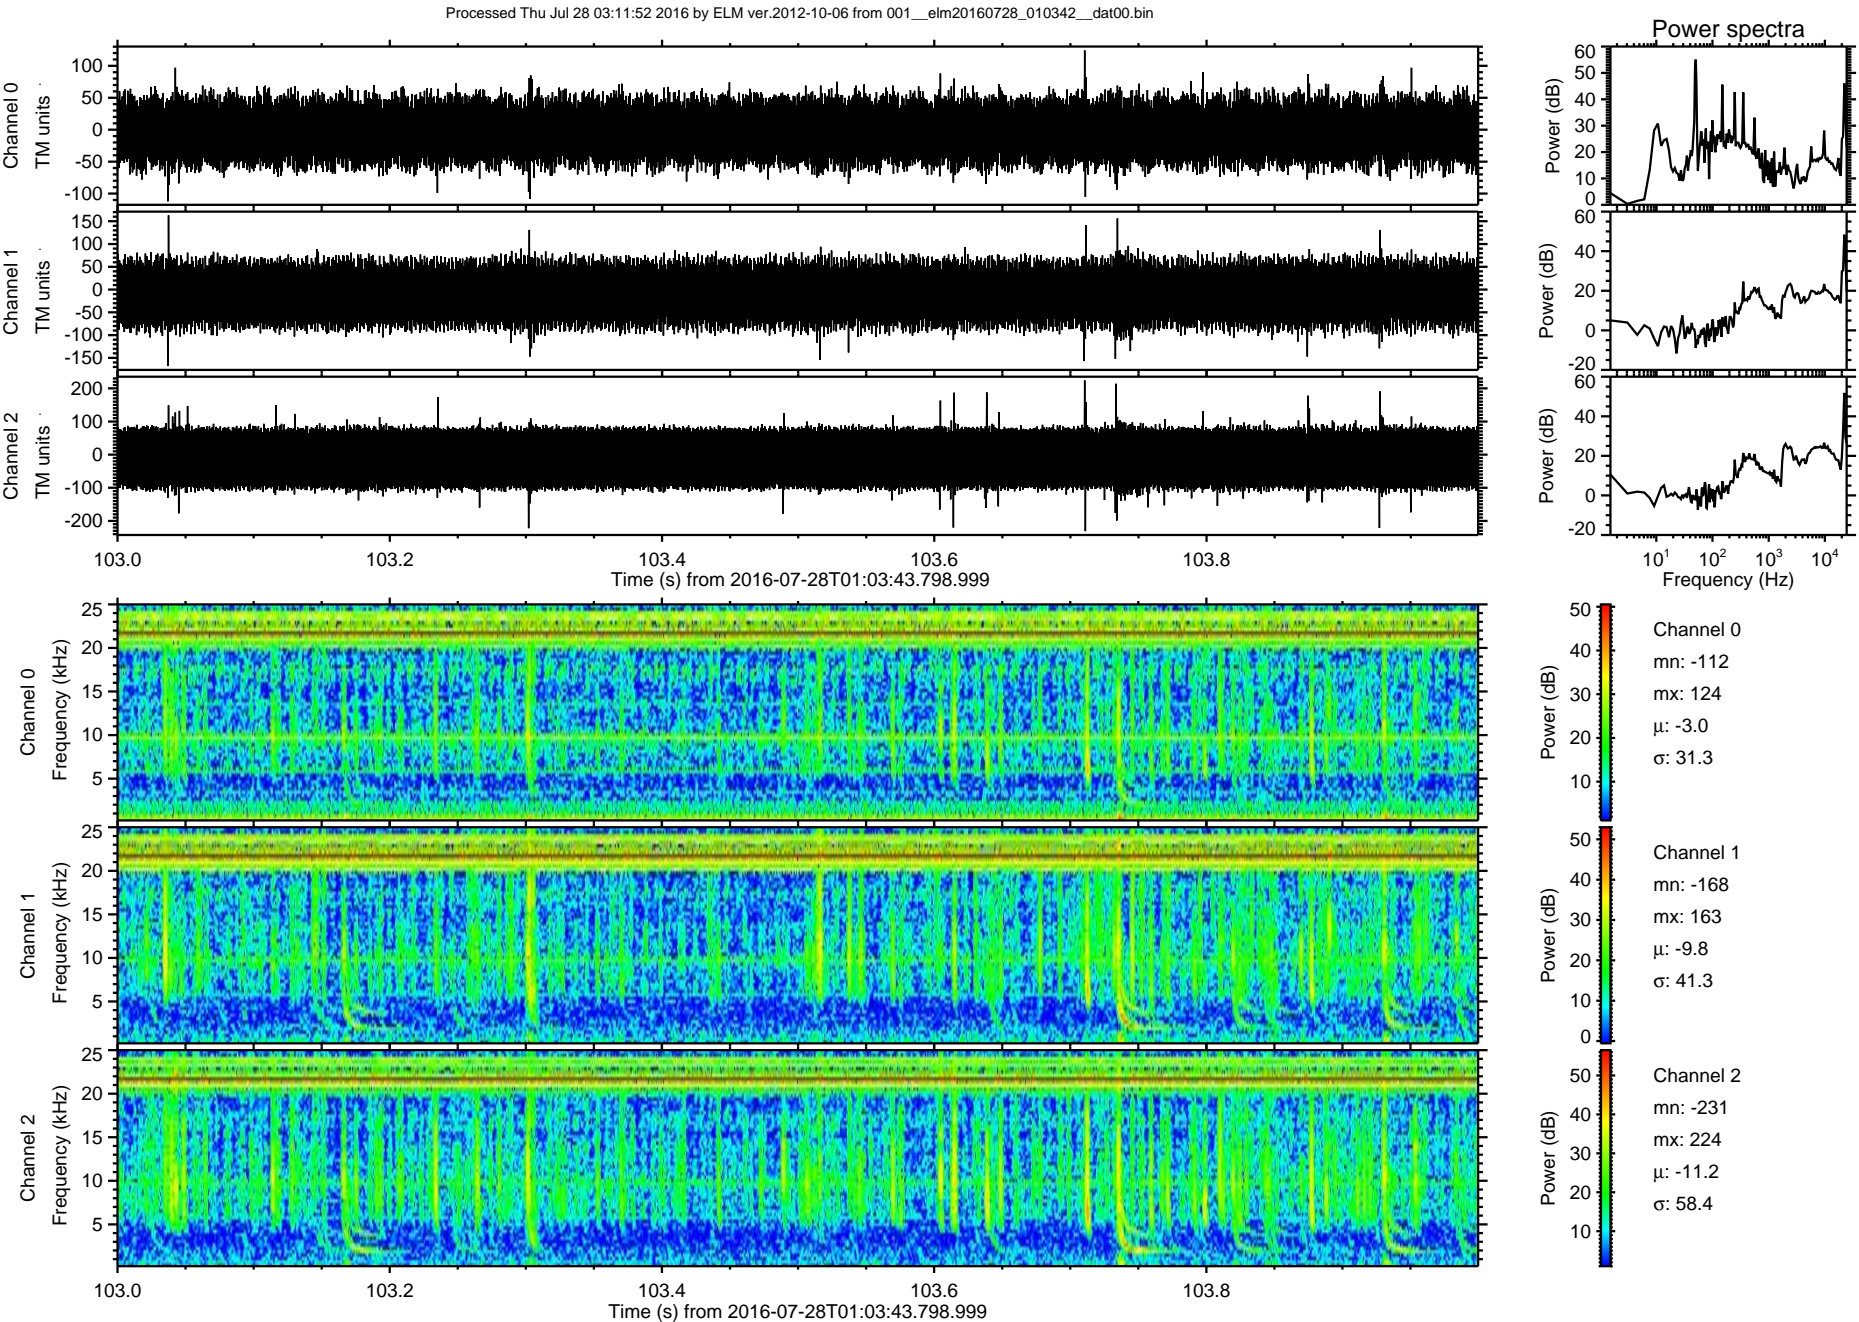 Processed Thu Jul 28 03:11:52 2016 by ELM ver.2012-10-06 from 001__elm20160728_010342__dat00.bin
Power spectra
Channel 0
TM units
100
50
0
-50
-100
Power (dB)
60
50
40
30
20
10
0
Channel 1
TM units
150
100
50
0
-50
-100
-150
Power (dB)
60
40
20
0
-20
Channel 2
TM units
200
100
0
-100
-200
Power (dB)
60
40
20
0
-20
103.0 103.2 103.4 103.6 103.8
Time (s) from 2016-07-28T01:03:43.798.999
10¹ 10² 10³ 10⁴
Frequency (Hz)
Channel 0
Frequency (kHz)
25
20
15
10
5
Power (dB)
50
40
30
20
10
Channel 0
mn: -112
mx: 124
μ: -3.0
σ: 31.3
Channel 1
Frequency (kHz)
25
20
15
10
5
Power (dB)
50
40
30
20
10
0
Channel 1
mn: -168
mx: 163
μ: -9.8
σ: 41.3
Channel 2
Frequency (kHz)
25
20
15
10
5
Power (dB)
50
40
30
20
10
Channel 2
mn: -231
mx: 224
μ: -11.2
σ: 58.4
103.0 103.2 103.4 103.6 103.8
Time (s) from 2016-07-28T01:03:43.798.999